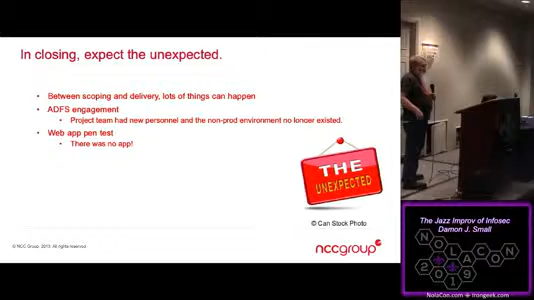 In closing, expect the unexpected.
• Between scoping and delivery, lots of things can happen
• ADFS engagement
• Project team had new personnel and the non-prod environment no longer existed.
• Web app pen test
• There was no app!
THE
UNEXPECTED
© Can Stock Photo
© NCC Group 2013. All rights reserved
nccgroup
The Jazz Improv of Infosec
Damon J. Small
NOLACON
2019
NolaCon.com Irongeek.com